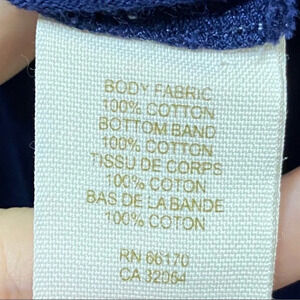 BODY FABRIC
100% COTTON
BOTTOM BAND
100% COTTON
TISSU DE CORPS
100% COTON
BAS DE LA BANDE
100% COTON
RN 66170
CA 32054